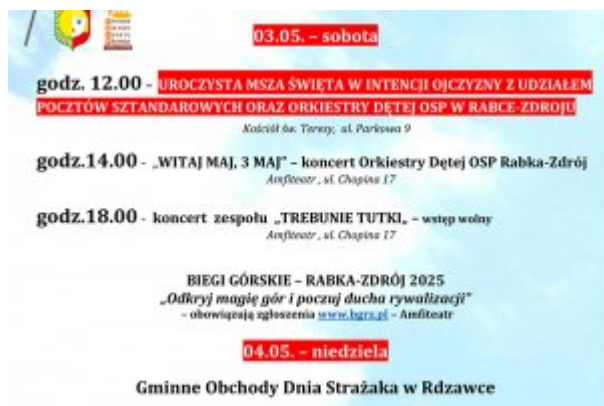 03.05. – sobota
godz. 12.00 - UROCZYSTA MSZA ŚWIĘTA W INTENCJI OJCZYZNY Z UDZIAŁEM
POCZTÓW SZTANDAROWYCH ORAZ ORKIESTRY DĘTEJ OSP W RABCE-ZDROJU
Kościół św. Teresy, ul. Parkowa 9
godz.14.00 - „WITAJ MAJ, 3 MAJ” – koncert Orkiestry Dętej OSP Rabka-Zdrój
Amfiteatr , ul. Chopina 17
godz.18.00 - koncert zespołu „TREBUNIE TUTKI„ – wstęp wolny
Amfiteatr , ul. Chopina 17
BIEGI GÓRSKIE – RABKA-ZDRÓJ 2025
„Odkryj magię gór i poczuj ducha rywalizacji”
– obowiązują zgłoszenia www.bgrz.pl – Amfiteatr
04.05. – niedziela
Gminne Obchody Dnia Strażaka w Rdzawce